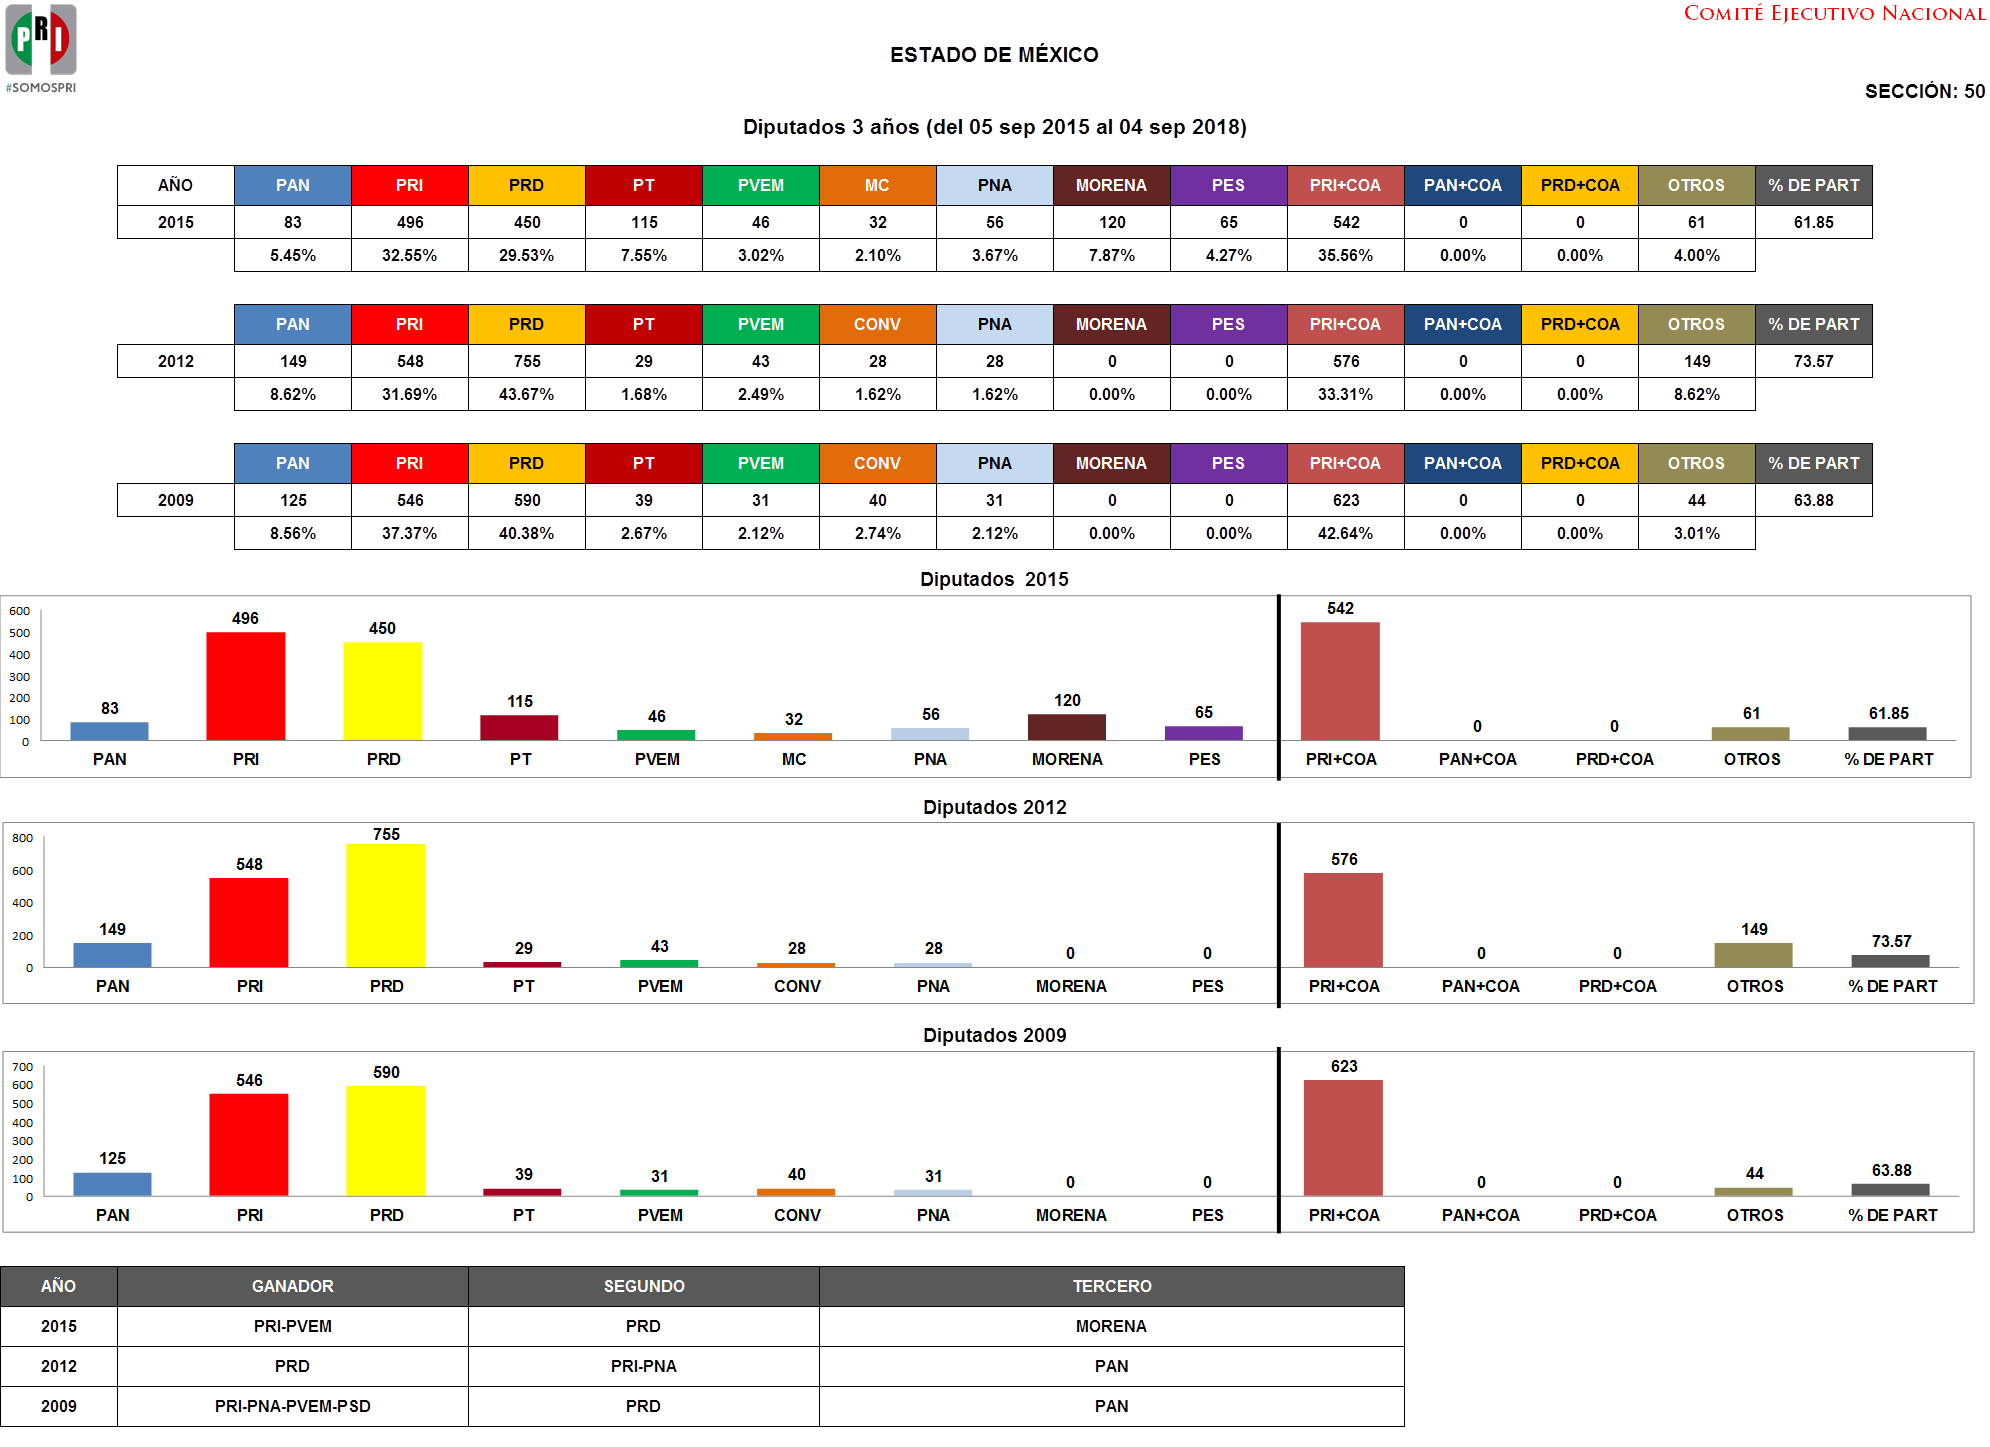 PRI
#SOMOSPRI
COMITÉ EJECUTIVO NACIONAL
ESTADO DE MÉXICO
SECCIÓN: 50
Diputados 3 años (del 05 sep 2015 al 04 sep 2018)
AÑO PAN PRI PRD PT PVEM MC PNA MORENA PES PRI+COA PAN+COA PRD+COA OTROS % DE PART
2015 83 496 450 115 46 32 56 120 65 542 0 0 61 61.85
5.45% 32.55% 29.53% 7.55% 3.02% 2.10% 3.67% 7.87% 4.27% 35.56% 0.00% 0.00% 4.00%
PAN PRI PRD PT PVEM CONV PNA MORENA PES PRI+COA PAN+COA PRD+COA OTROS % DE PART
2012 149 548 755 29 43 28 28 0 0 576 0 0 149 73.57
8.62% 31.69% 43.67% 1.68% 2.49% 1.62% 1.62% 0.00% 0.00% 33.31% 0.00% 0.00% 8.62%
PAN PRI PRD PT PVEM CONV PNA MORENA PES PRI+COA PAN+COA PRD+COA OTROS % DE PART
2009 125 546 590 39 31 40 31 0 0 623 0 0 44 63.88
8.56% 37.37% 40.38% 2.67% 2.12% 2.74% 2.12% 0.00% 0.00% 42.64% 0.00% 0.00% 3.01%
Diputados 2015
600
500
400
300
200
100
0
83 496 450 115 46 32 56 120 65 542 0 0 61 61.85
PAN PRI PRD PT PVEM MC PNA MORENA PES PRI+COA PAN+COA PRD+COA OTROS % DE PART
Diputados 2012
800
600
400
200
0
149 548 755 29 43 28 28 0 0 576 0 0 149 73.57
PAN PRI PRD PT PVEM CONV PNA MORENA PES PRI+COA PAN+COA PRD+COA OTROS % DE PART
Diputados 2009
700
600
500
400
300
200
100
0
125 546 590 39 31 40 31 0 0 623 0 0 44 63.88
PAN PRI PRD PT PVEM CONV PNA MORENA PES PRI+COA PAN+COA PRD+COA OTROS % DE PART
AÑO GANADOR SEGUNDO TERCERO
2015 PRI-PVEM PRD MORENA
2012 PRD PRI-PNA PAN
2009 PRI-PNA-PVEM-PSD PRD PAN